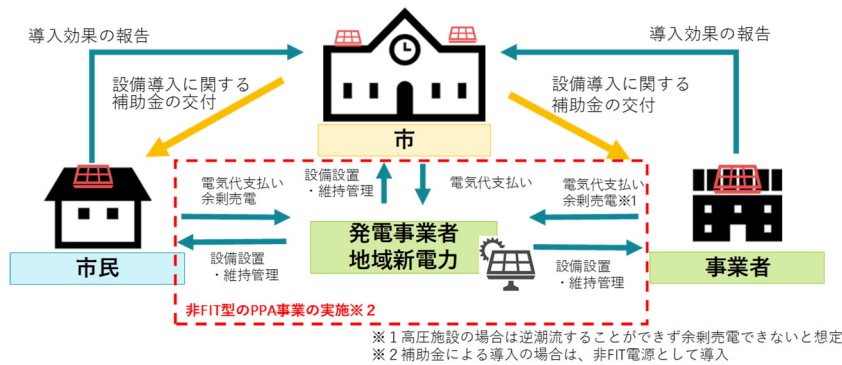 導入効果の報告
導入効果の報告
設備導入に関する
補助金の交付
設備導入に関する
補助金の交付
市
電気代支払い
余剰売電
設備設置
・維持管理
電気代支払い
電気代支払い
余剰売電※1
発電事業者
地域新電力
市民
設備設置
・維持管理
設備設置
・維持管理
事業者
非FIT型のPPA事業の実施※2
※1高圧施設の場合は逆潮流することができず余剰売電できないと想定
※2補助金による導入の場合は、非FIT電源として導入